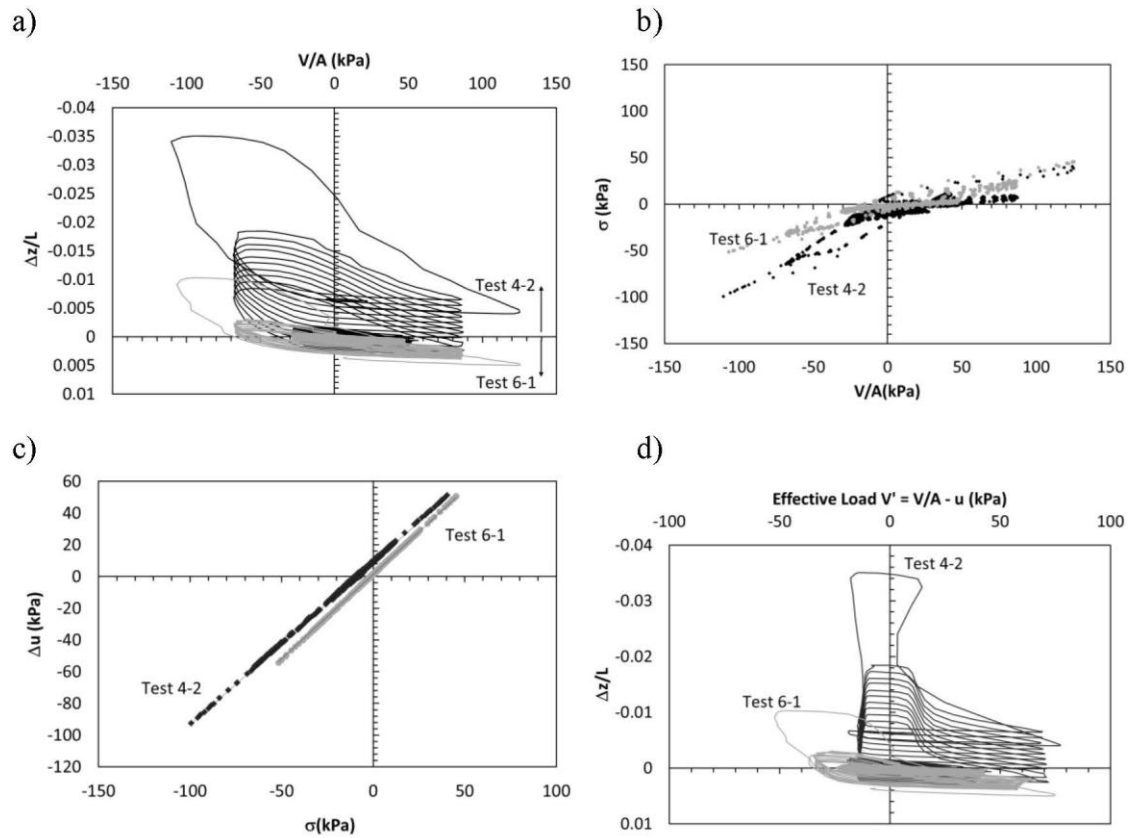 a)
V/A (kPa)
-150 -100 -50 0 50 100 150
-0.04
-0.035
-0.03
-0.025
-0.02
-0.015
-0.01
-0.005
0
0.005
0.01
Δz/L
Test 4-2
Test 6-1
b)
150
100
50
0
-50
-100
-150
σ (kPa)
Test 6-1
Test 4-2
-150 -100 -50 0 50 100 150
V/A(kPa)
c)
60
40
20
0
-20
-40
-60
-80
-100
-120
Δu (kPa)
Test 6-1
Test 4-2
-150 -100 -50 0 50 100
σ(kPa)
d)
Effective Load V' = V/A - u (kPa)
-100 -50 0 50 100
-0.04
-0.03
-0.02
-0.01
0
0.01
Δz/L
Test 4-2
Test 6-1